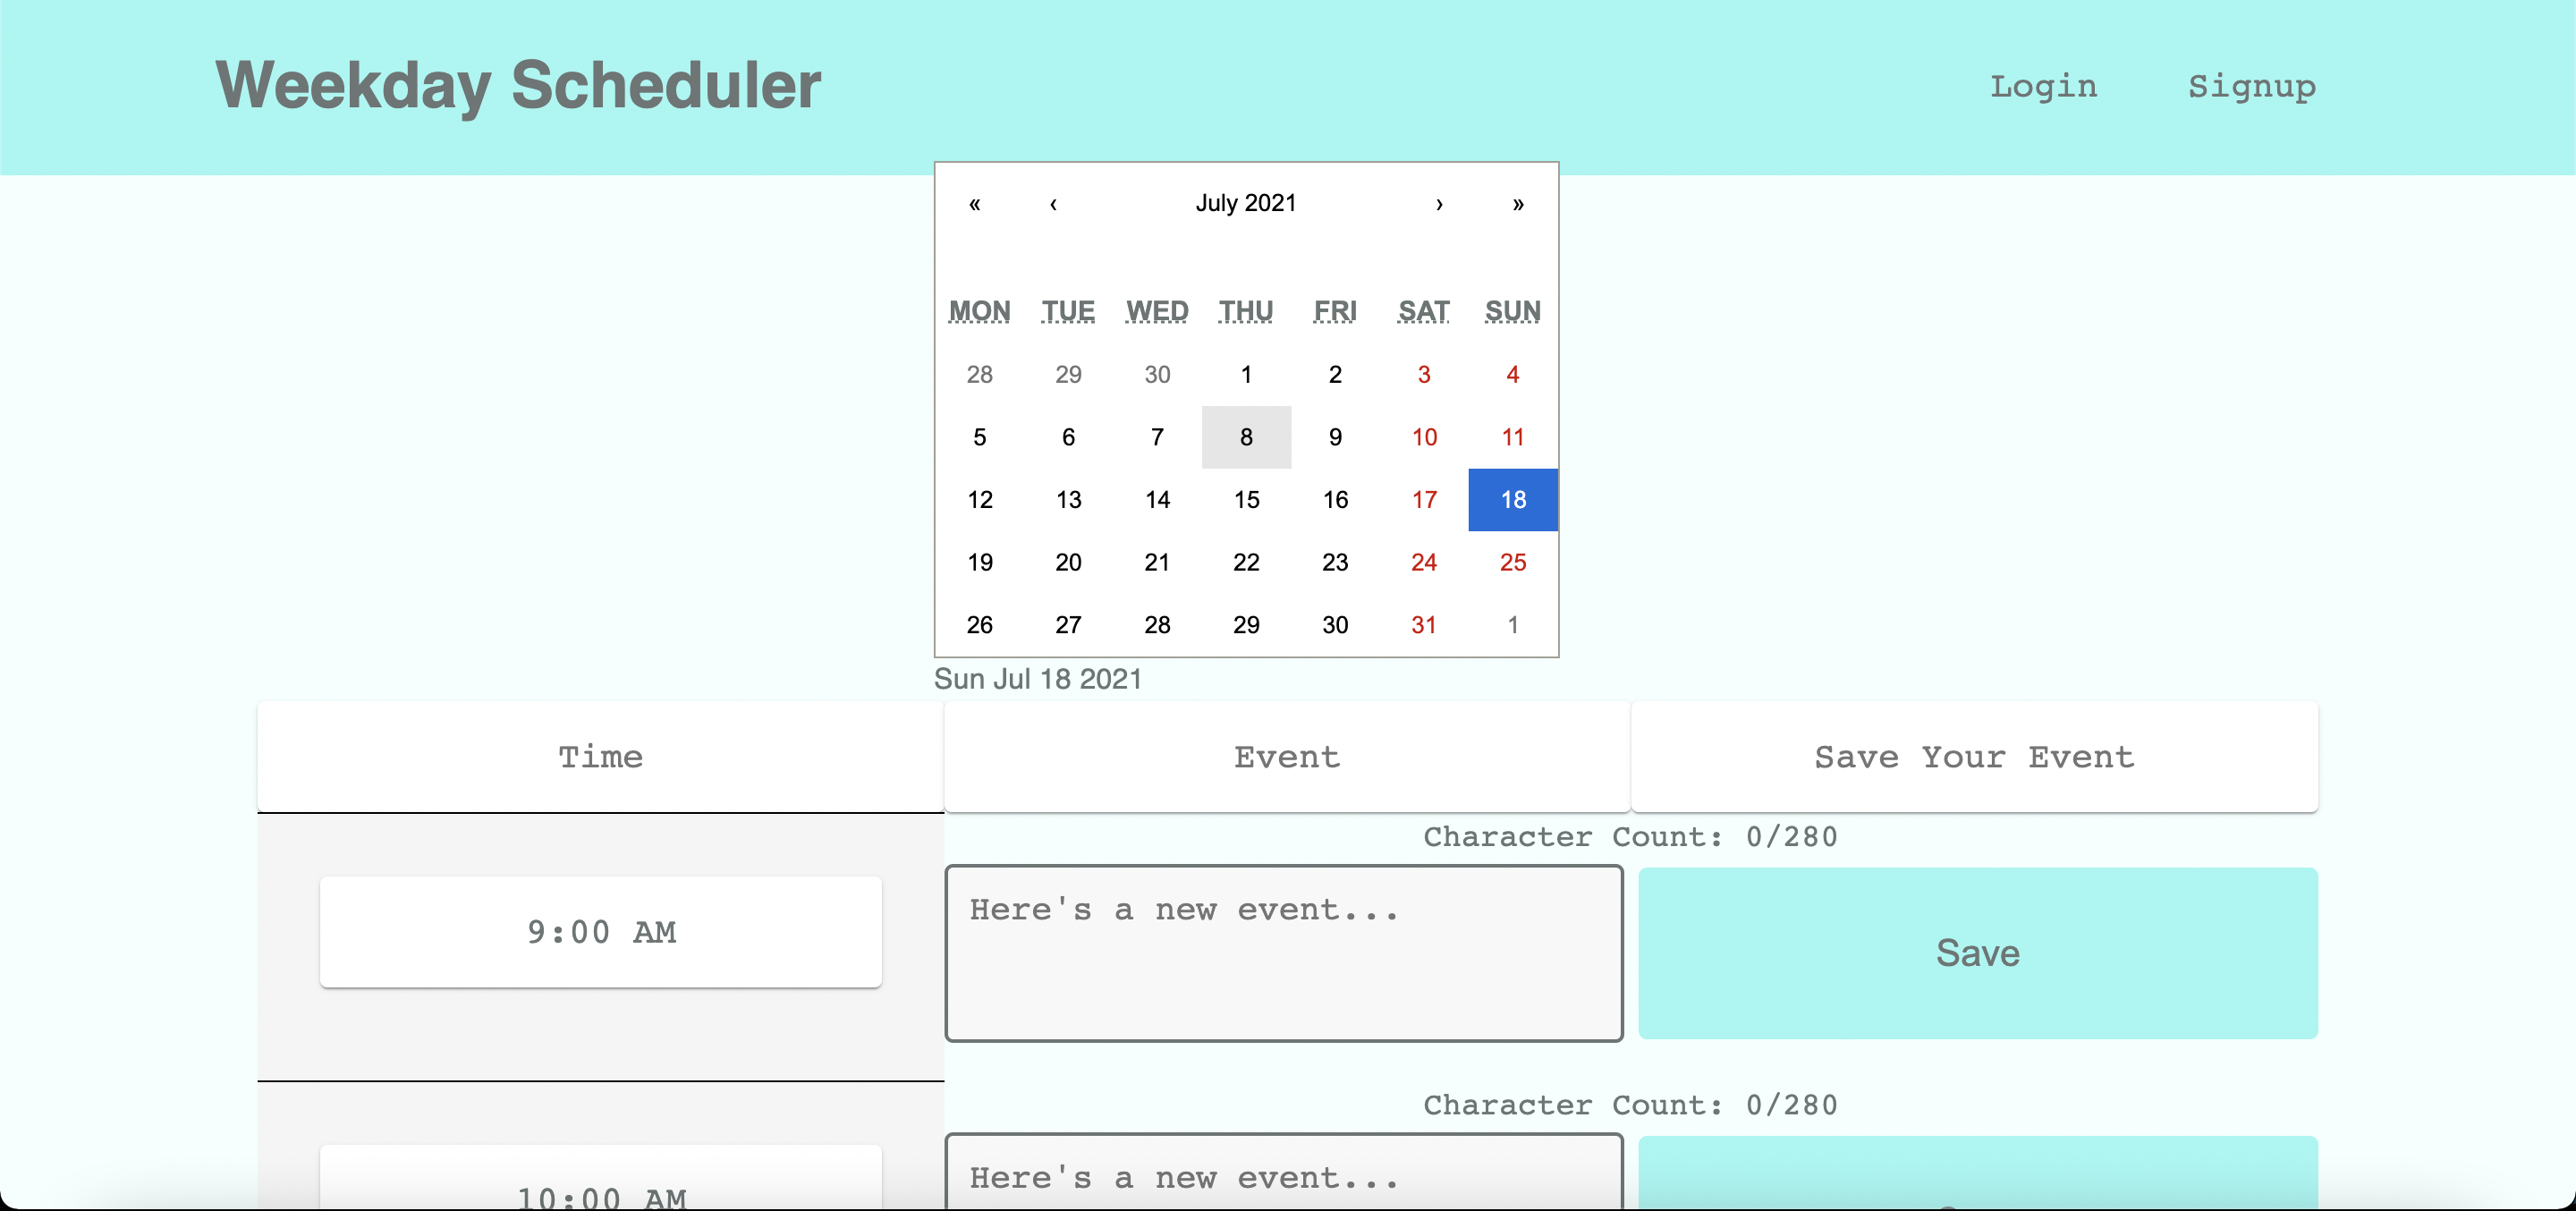 Weekday Scheduler Login Signup
« ‹ July 2021 › »
MON TUE WED THU FRI SAT SUN
28 29 30 1 2 3 4
5 6 7 8 9 10 11
12 13 14 15 16 17 18
19 20 21 22 23 24 25
26 27 28 29 30 31 1
Sun Jul 18 2021
Time Event Save Your Event
Character Count: 0/280
9:00 AM Here's a new event... Save
Character Count: 0/280
10:00 AM Here's a new event...